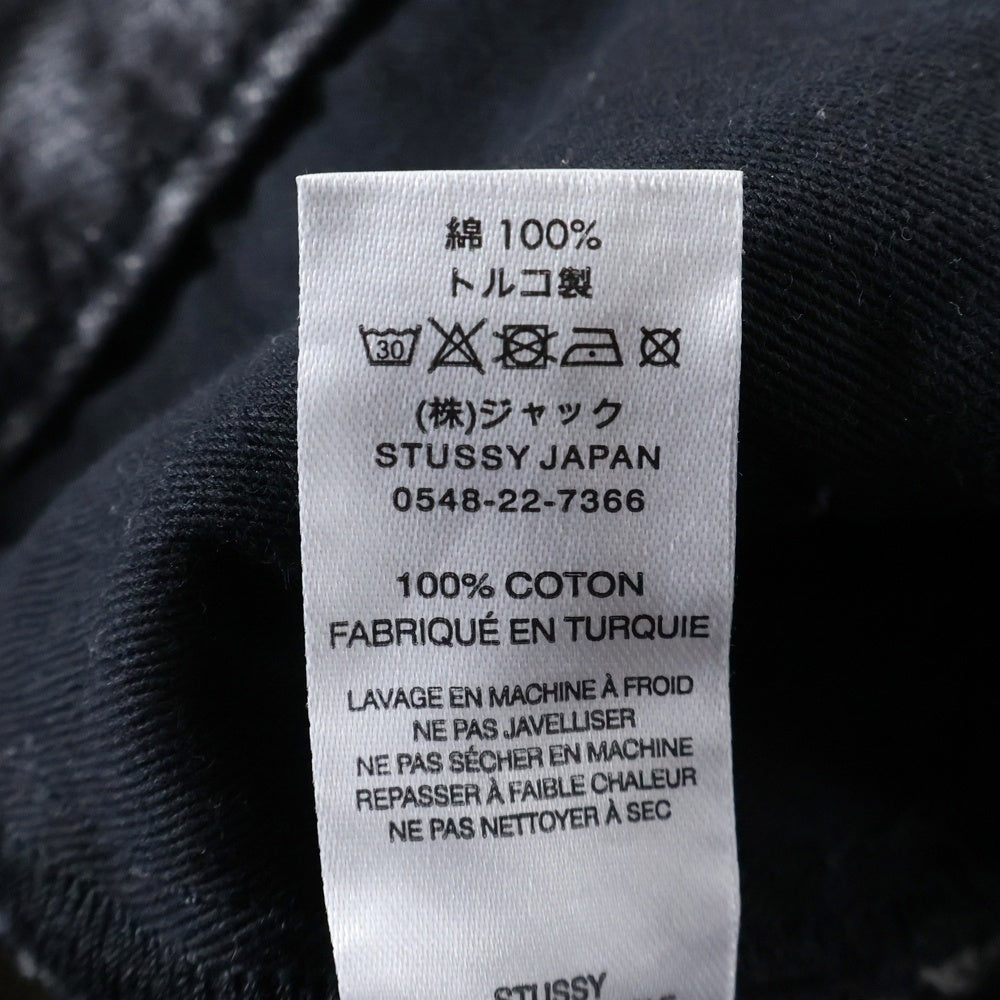 綿 100%
トルコ製
30
(株)ジャック
STUSSY JAPAN
0548-22-7366
100% COTON
FABRIQUÉ EN TURQUIE
LAVAGE EN MACHINE À FROID
NE PAS JAVELLISER
NE PAS SÉCHER EN MACHINE
REPASSER À FAIBLE CHALEUR
NE PAS NETTOYER À SEC
STUSSY